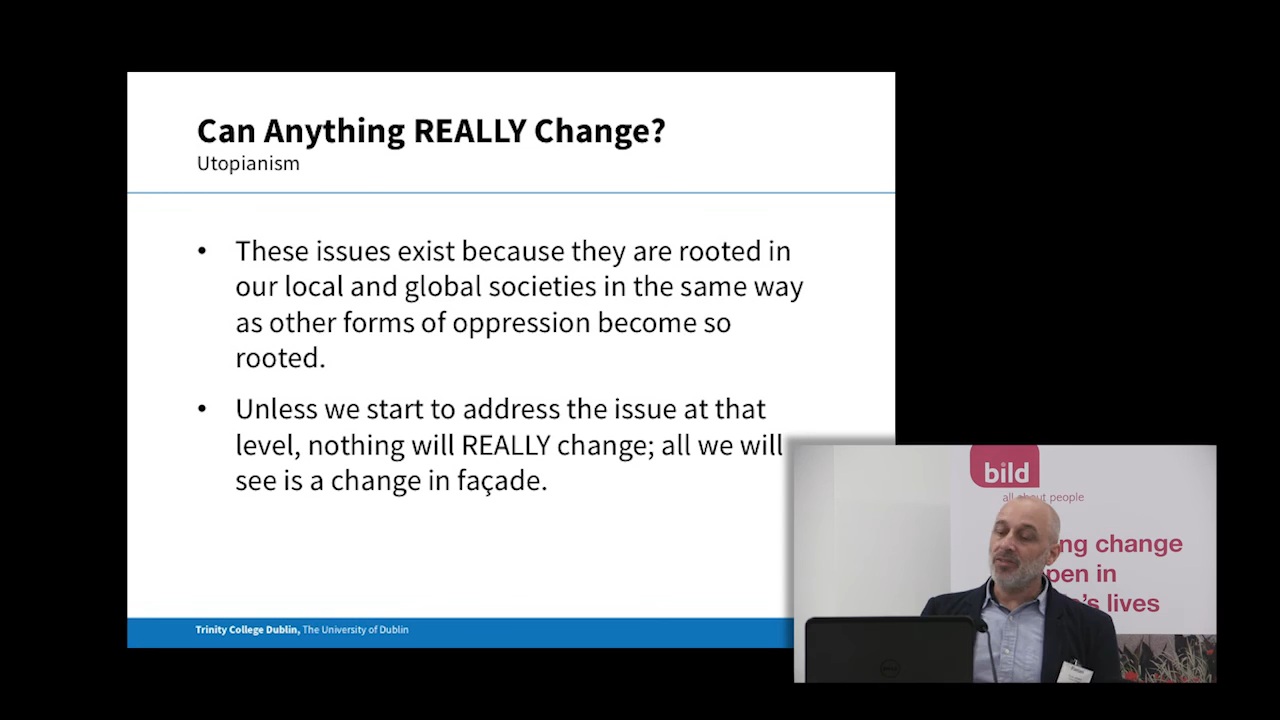 Can Anything REALLY Change?
Utopianism
• These issues exist because they are rooted in
our local and global societies in the same way
as other forms of oppression become so
rooted.
• Unless we start to address the issue at that
level, nothing will REALLY change; all we will
see is a change in façade.
Trinity College Dublin, The University of Dublin
bild
all about people
ng change
pen in
's lives
DELL